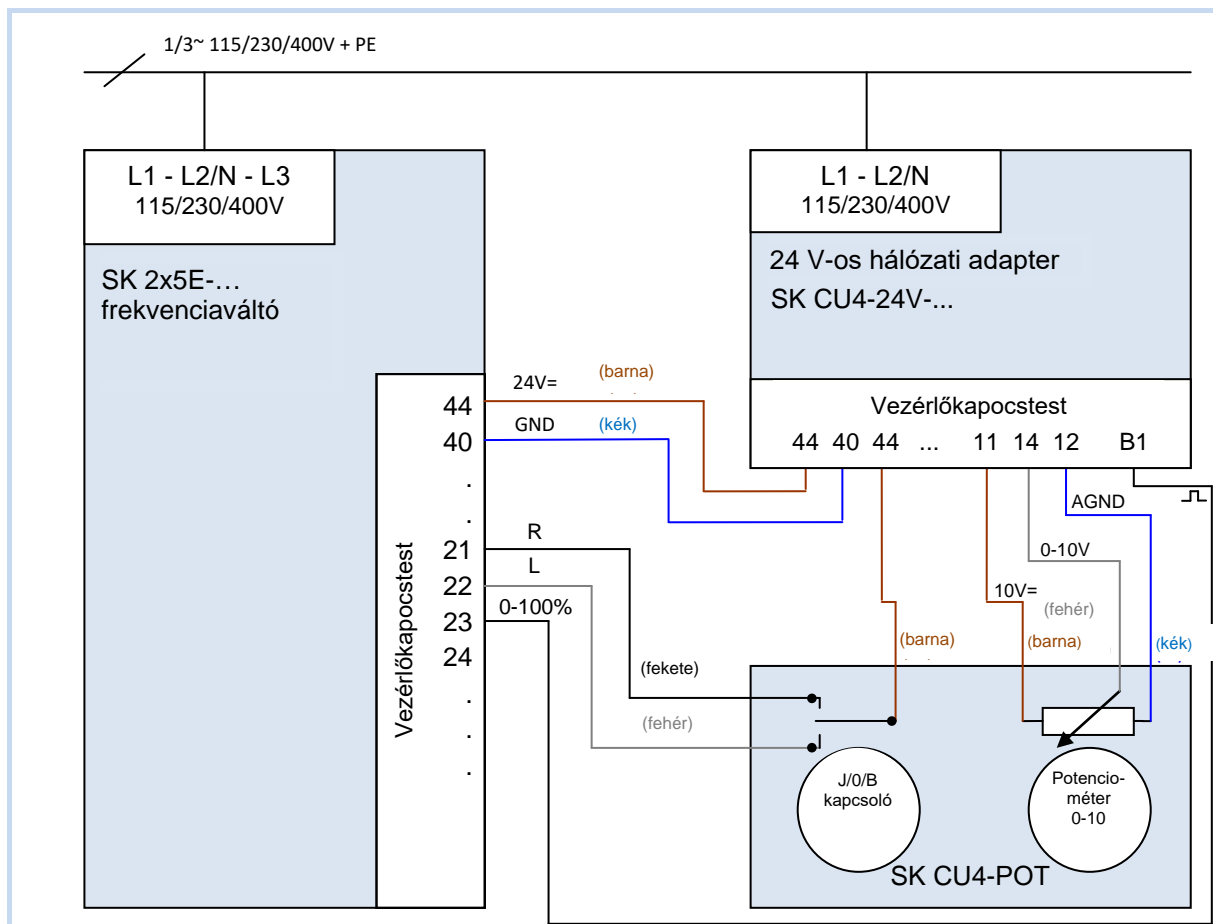 1/3~ 115/230/400V + PE
L1 - L2/N - L3
115/230/400V
SK 2x5E-…
frekvenciaváltó
Vezérlőkapocstest
44
40
.
.
21
22
23
24
.
.
.
24V=
(barna)
GND
(kék)
R
L
0-100%
(fekete)
(fehér)
L1 - L2/N
115/230/400V
24 V-os hálózati adapter
SK CU4-24V-...
Vezérlőkapocstest
44 40 44 ... 11 14 12 B1
AGND
0-10V
10V=
(fehér)
(barna)
(barna)
(kék)
J/0/B
kapcsoló
Potencio-
méter
0-10
SK CU4-POT